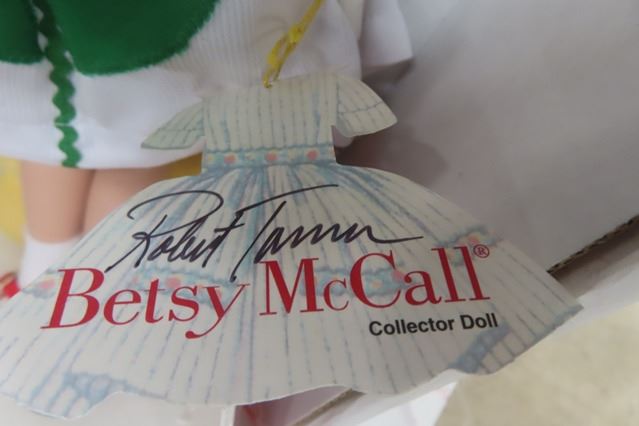 Robert Tonner
Betsy McCall®
Collector Doll